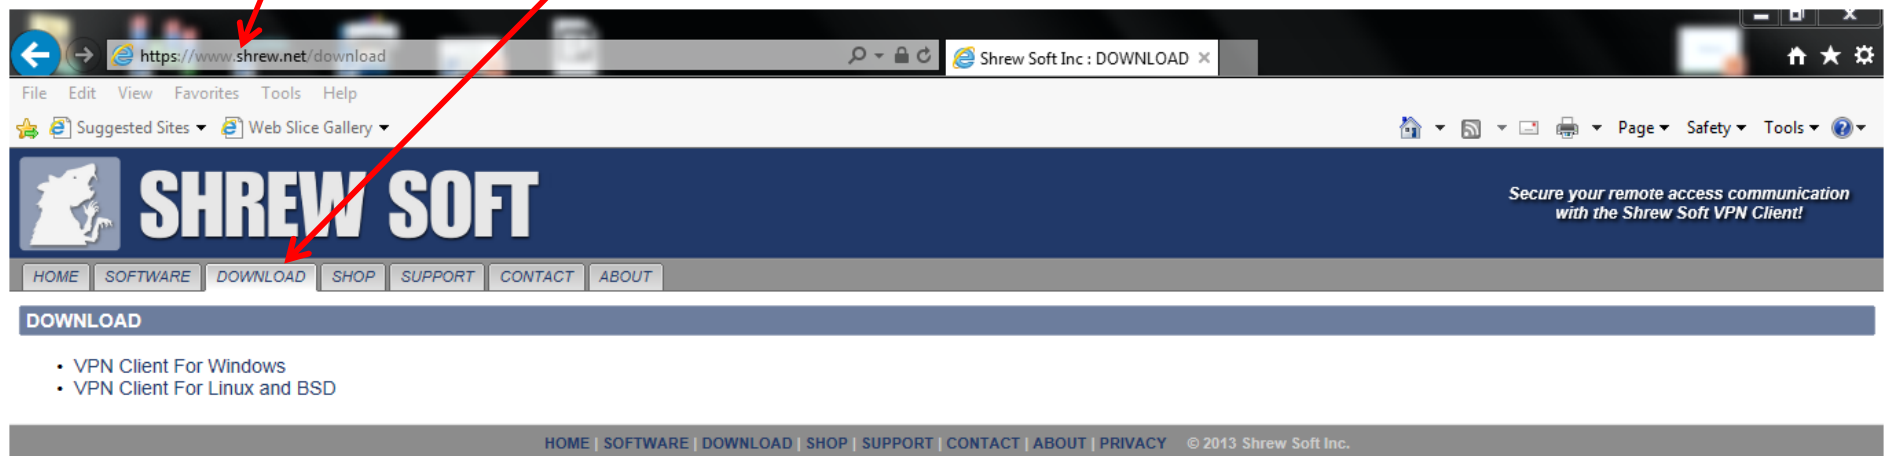 https://www.shrew.net/download
Shrew Soft Inc : DOWNLOAD
File Edit View Favorites Tools Help
Suggested Sites Web Slice Gallery
Page Safety Tools
SHREW SOFT
Secure your remote access communication
with the Shrew Soft VPN Client!
HOME SOFTWARE DOWNLOAD SHOP SUPPORT CONTACT ABOUT
DOWNLOAD
• VPN Client For Windows
• VPN Client For Linux and BSD
HOME | SOFTWARE | DOWNLOAD | SHOP | SUPPORT | CONTACT | ABOUT | PRIVACY © 2013 Shrew Soft Inc.